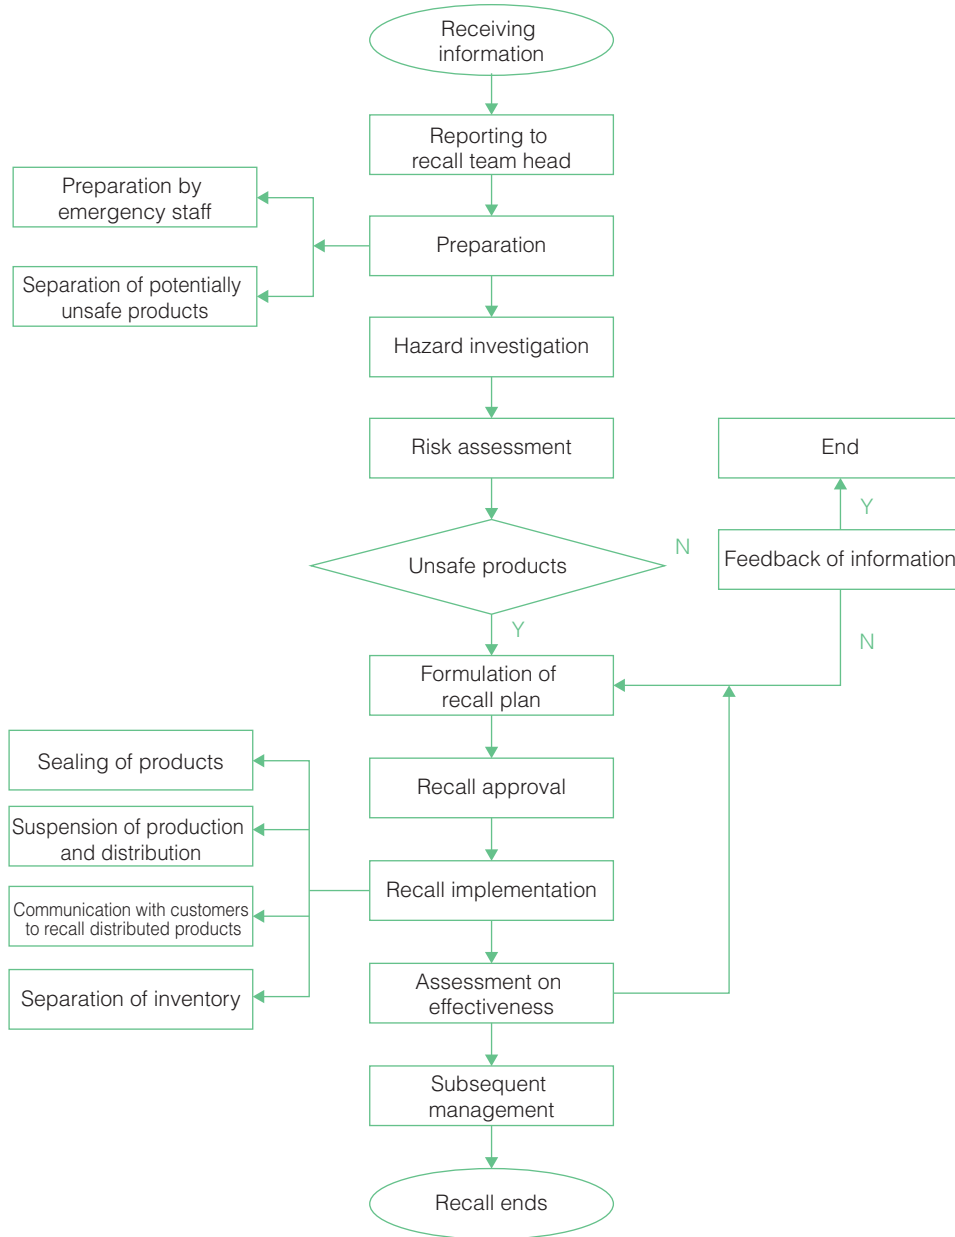 Receiving
information
Reporting to
recall team head
Preparation by
emergency staff
Preparation
Separation of potentially
unsafe products
Hazard investigation
Risk assessment
End
Y
Unsafe products
N
Feedback of information
Y
N
Formulation of
recall plan
Sealing of products
Recall approval
Suspension of production
and distribution
Recall implementation
Communication with customers
to recall distributed products
Separation of inventory
Assessment on
effectiveness
Subsequent
management
Recall ends